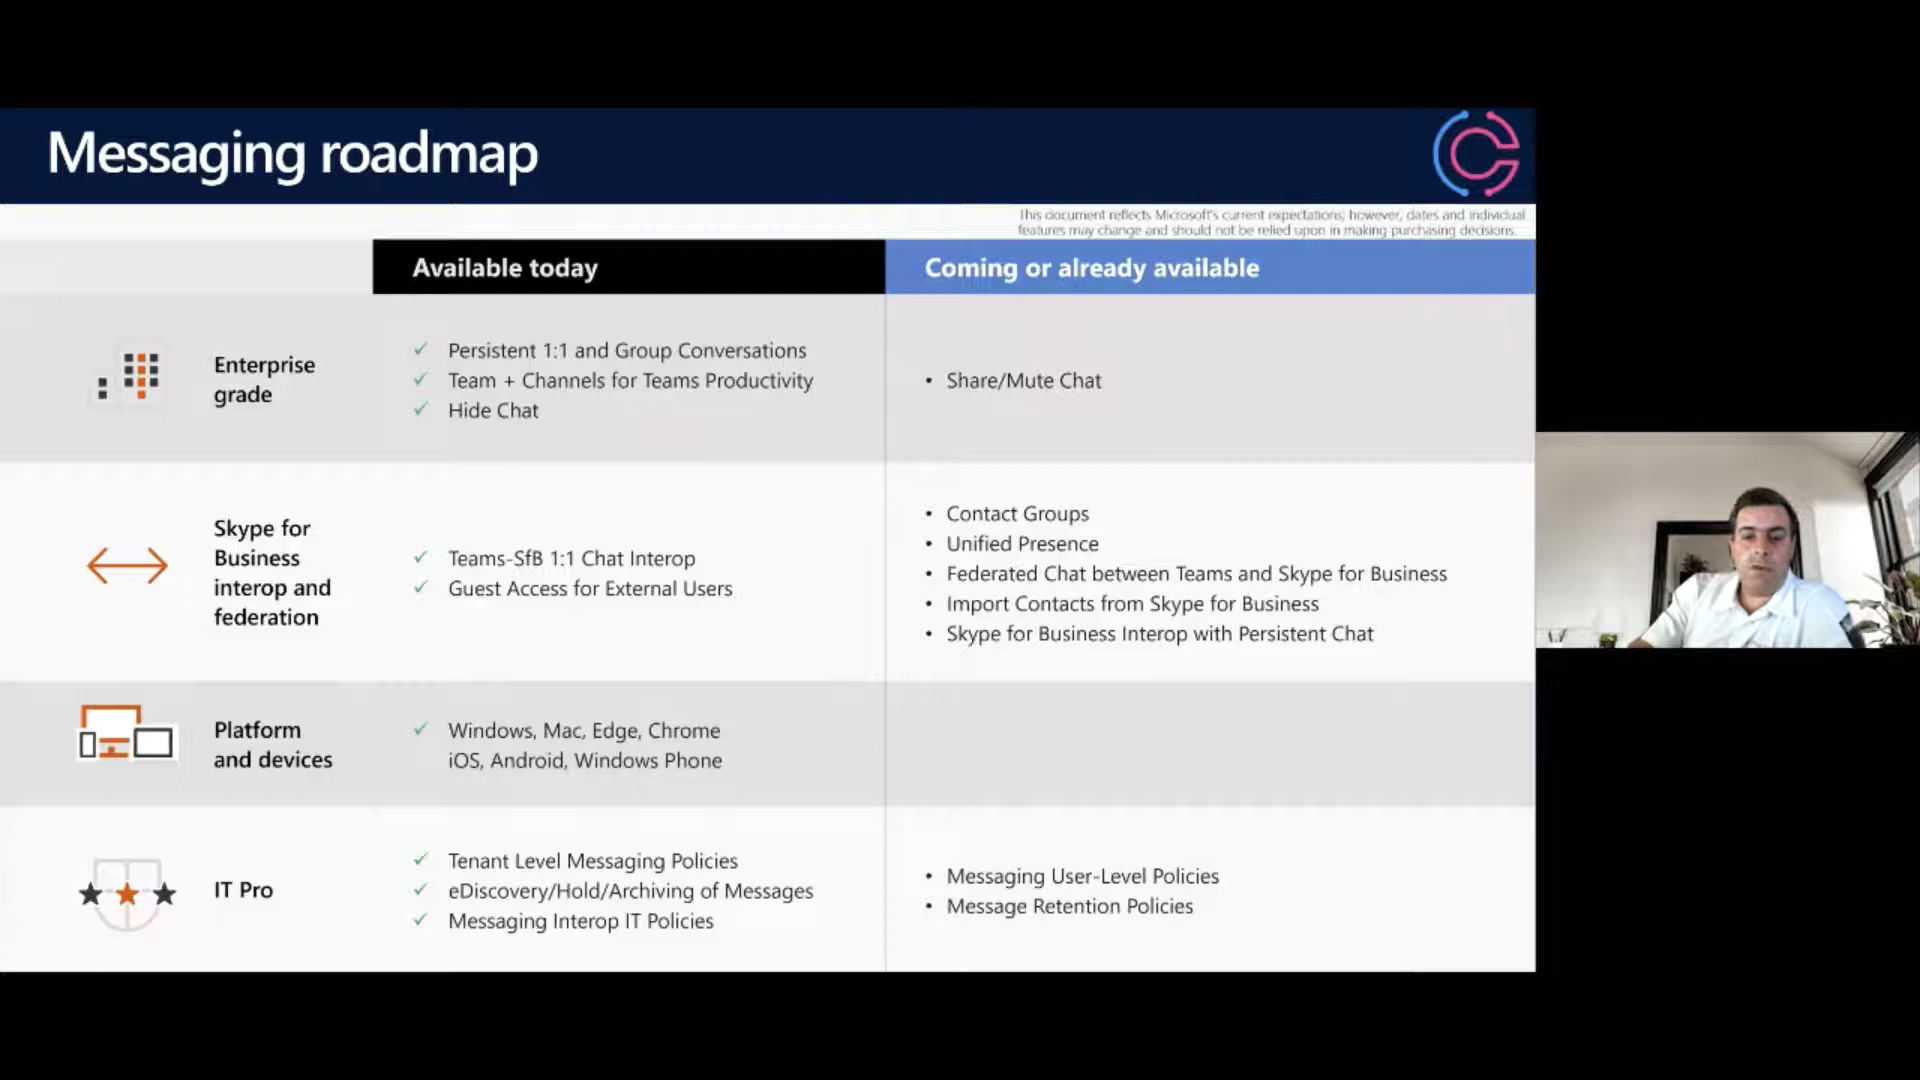 Messaging roadmap
This document reflects Microsoft's current expectations; however, dates and individual
features may change and should not be relied upon in making purchasing decisions.
Available today
Coming or already available
Enterprise
grade
✓ Persistent 1:1 and Group Conversations
✓ Team + Channels for Teams Productivity
✓ Hide Chat
• Share/Mute Chat
Skype for
Business
interop and
federation
✓ Teams-SfB 1:1 Chat Interop
✓ Guest Access for External Users
• Contact Groups
• Unified Presence
• Federated Chat between Teams and Skype for Business
• Import Contacts from Skype for Business
• Skype for Business Interop with Persistent Chat
Platform
and devices
✓ Windows, Mac, Edge, Chrome
iOS, Android, Windows Phone
IT Pro
✓ Tenant Level Messaging Policies
✓ eDiscovery/Hold/Archiving of Messages
✓ Messaging Interop IT Policies
• Messaging User-Level Policies
• Message Retention Policies